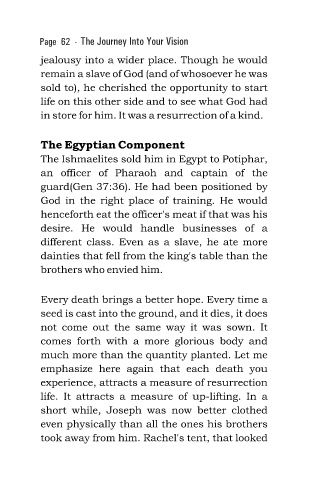 Page 62 - The Journey Into Your Vision
jealousy into a wider place. Though he would
remain a slave of God (and of whosoever he was
sold to), he cherished the opportunity to start
life on this other side and to see what God had
in store for him. It was a resurrection of a kind.
The Egyptian Component
The Ishmaelites sold him in Egypt to Potiphar,
an officer of Pharaoh and captain of the
guard(Gen 37:36). He had been positioned by
God in the right place of training. He would
henceforth eat the officer's meat if that was his
desire. He would handle businesses of a
different class. Even as a slave, he ate more
dainties that fell from the king's table than the
brothers who envied him.
Every death brings a better hope. Every time a
seed is cast into the ground, and it dies, it does
not come out the same way it was sown. It
comes forth with a more glorious body and
much more than the quantity planted. Let me
emphasize here again that each death you
experience, attracts a measure of resurrection
life. It attracts a measure of up-lifting. In a
short while, Joseph was now better clothed
even physically than all the ones his brothers
took away from him. Rachel's tent, that looked